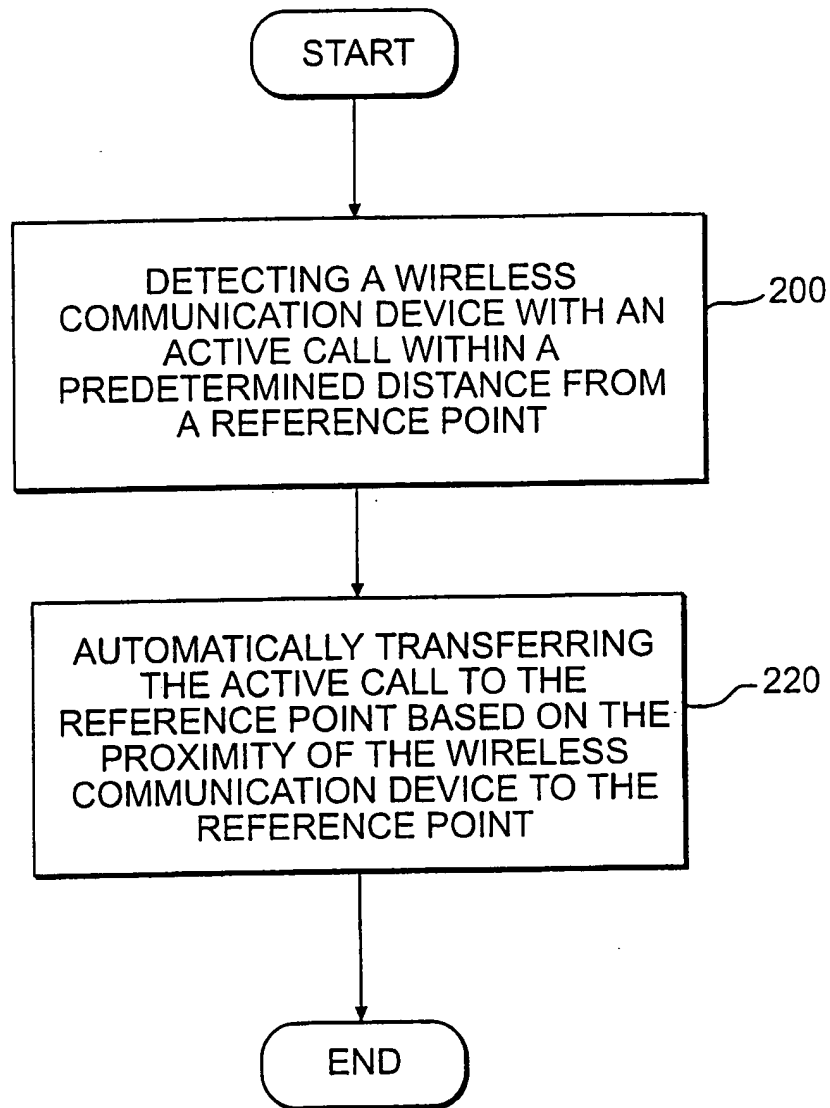 START
DETECTING A WIRELESS
COMMUNICATION DEVICE WITH AN
ACTIVE CALL WITHIN A
PREDETERMINED DISTANCE FROM
A REFERENCE POINT
200
AUTOMATICALLY TRANSFERRING
THE ACTIVE CALL TO THE
REFERENCE POINT BASED ON THE
PROXIMITY OF THE WIRELESS
COMMUNICATION DEVICE TO THE
REFERENCE POINT
220
END